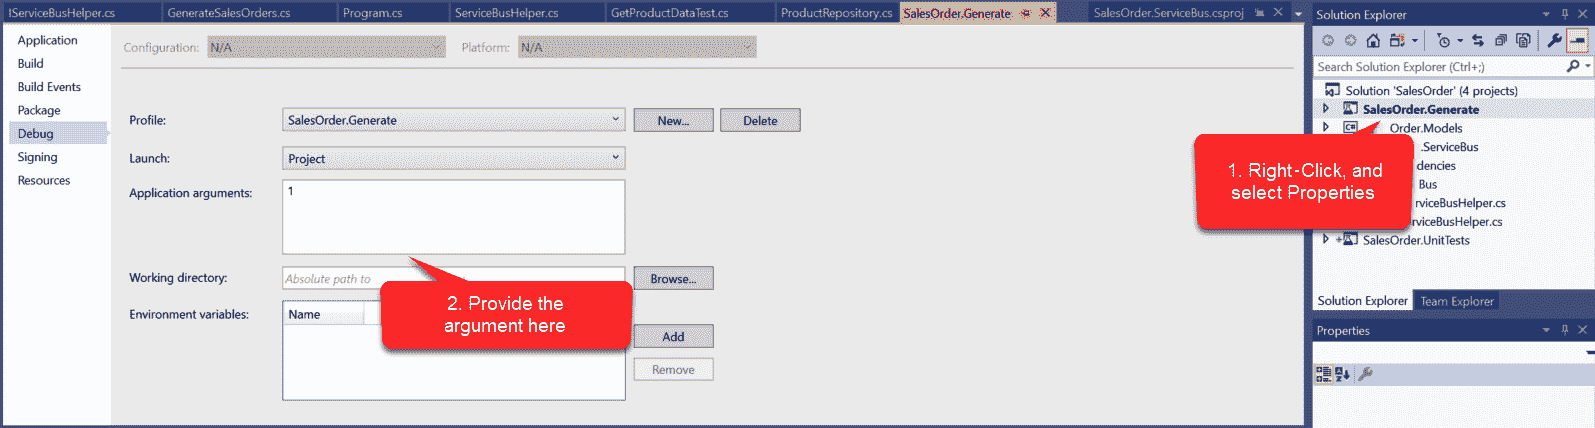 IServiceBusHelper.cs GenerateSalesOrders.cs Program.cs ServiceBusHelper.cs GetProductDataTest.cs ProductRepository.cs SalesOrder.Generate SalesOrder.ServiceBus.csproj
Application
Build
Build Events
Package
Debug
Signing
Resources
Configuration: N/A Platform: N/A
Profile: SalesOrder.Generate New... Delete
Launch: Project
Application arguments: 1
Working directory: Absolute path to Browse...
Environment variables: Name
Add
Remove
2. Provide the
argument here
Solution Explorer
Search Solution Explorer (Ctrl+;)
Solution 'SalesOrder' (4 projects)
SalesOrder.Generate
C# Order.Models
.ServiceBus
dencies
Bus
rviceBusHelper.cs
rviceBusHelper.cs
SalesOrder.UnitTests
1. Right-Click, and
select Properties
Solution Explorer Team Explorer
Properties